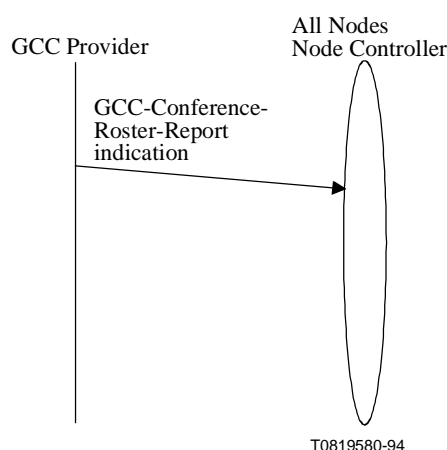 GCC Provider
All Nodes
Node Controller
GCC-Conference-
Roster-Report
indication
T0819580-94